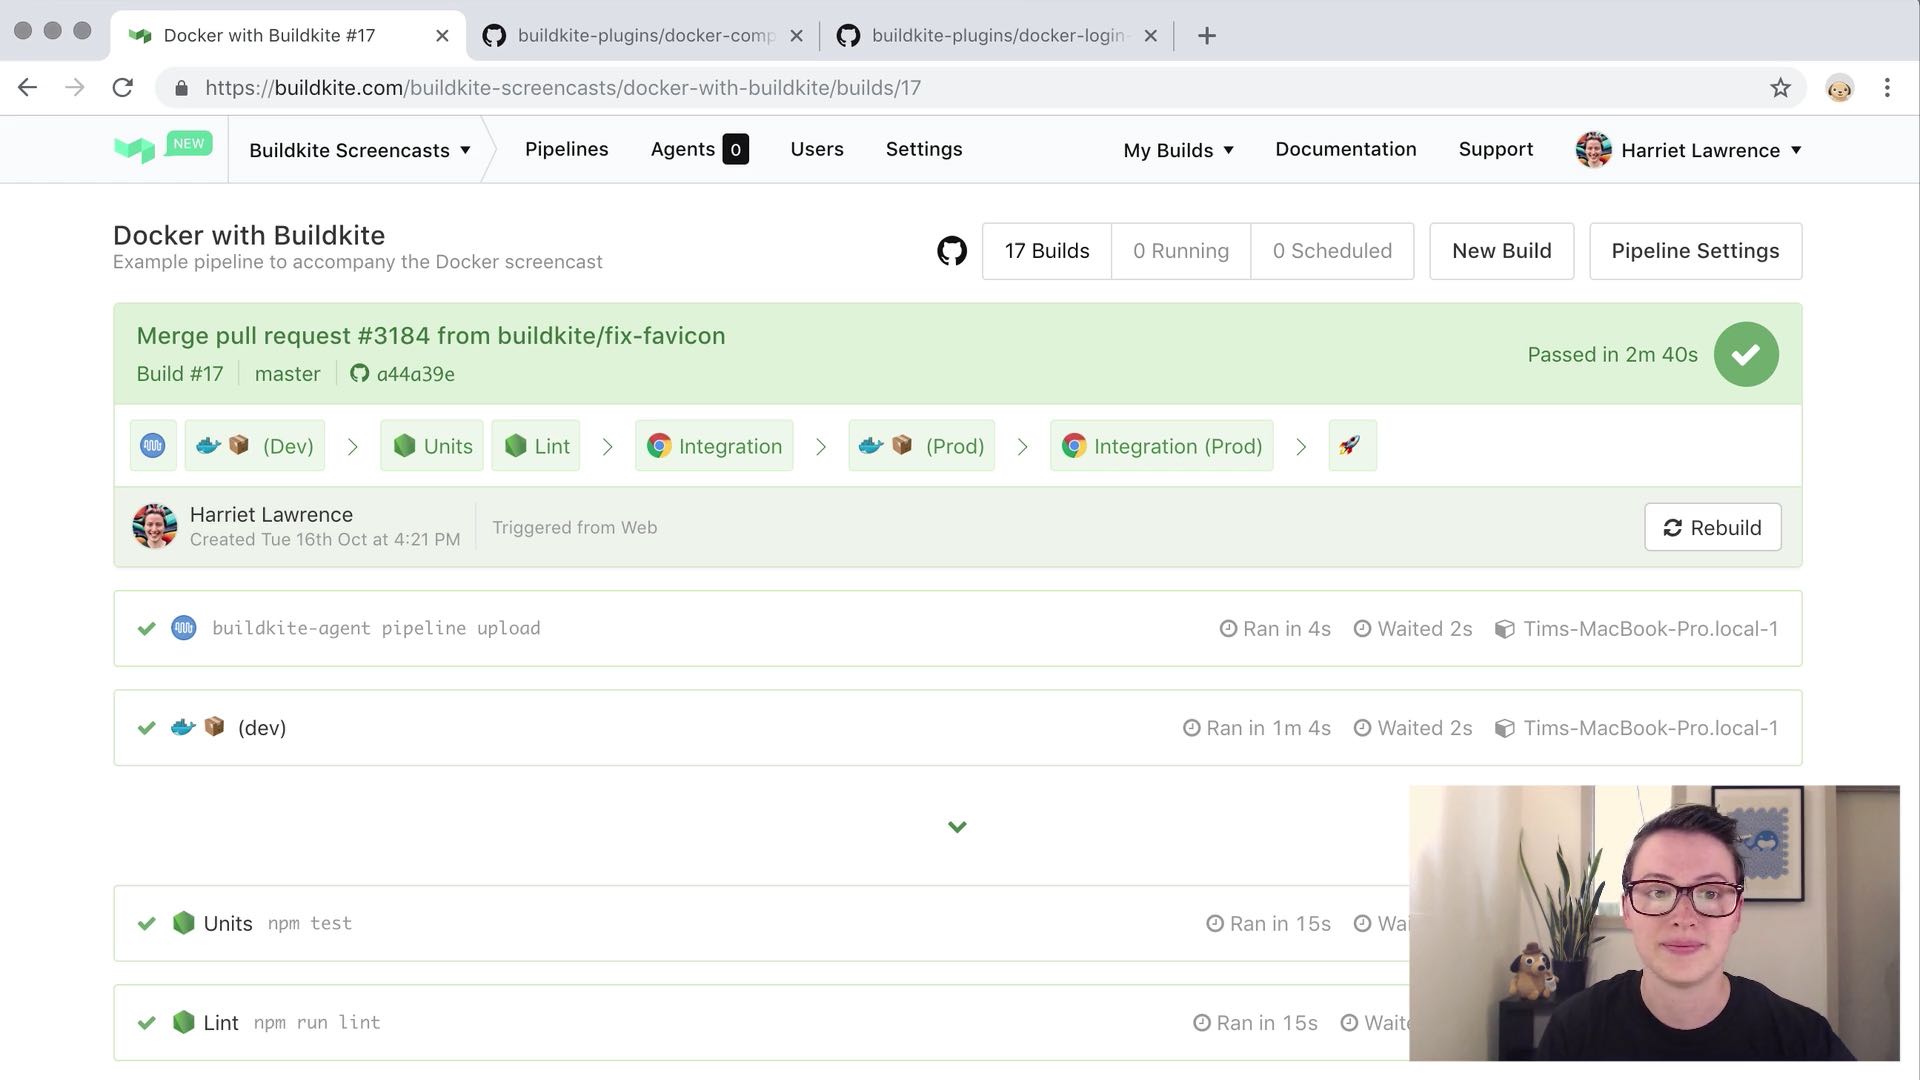 Docker with Buildkite #17
buildkite-plugins/docker-comp
buildkite-plugins/docker-login-
https://buildkite.com/buildkite-screencasts/docker-with-buildkite/builds/17
NEW
Buildkite Screencasts
Pipelines
Agents 0
Users
Settings
My Builds
Documentation
Support
Harriet Lawrence
Docker with Buildkite
Example pipeline to accompany the Docker screencast
17 Builds
0 Running
0 Scheduled
New Build
Pipeline Settings
Merge pull request #3184 from buildkite/fix-favicon
Build #17 master a44a39e
Passed in 2m 40s
(Dev)
Units
Lint
Integration
(Prod)
Integration (Prod)
Harriet Lawrence
Created Tue 16th Oct at 4:21 PM
Triggered from Web
Rebuild
buildkite-agent pipeline upload
Ran in 4s Waited 2s Tims-MacBook-Pro.local-1
(dev)
Ran in 1m 4s Waited 2s Tims-MacBook-Pro.local-1
Units npm test
Ran in 15s Wai
Lint npm run lint
Ran in 15s Waite